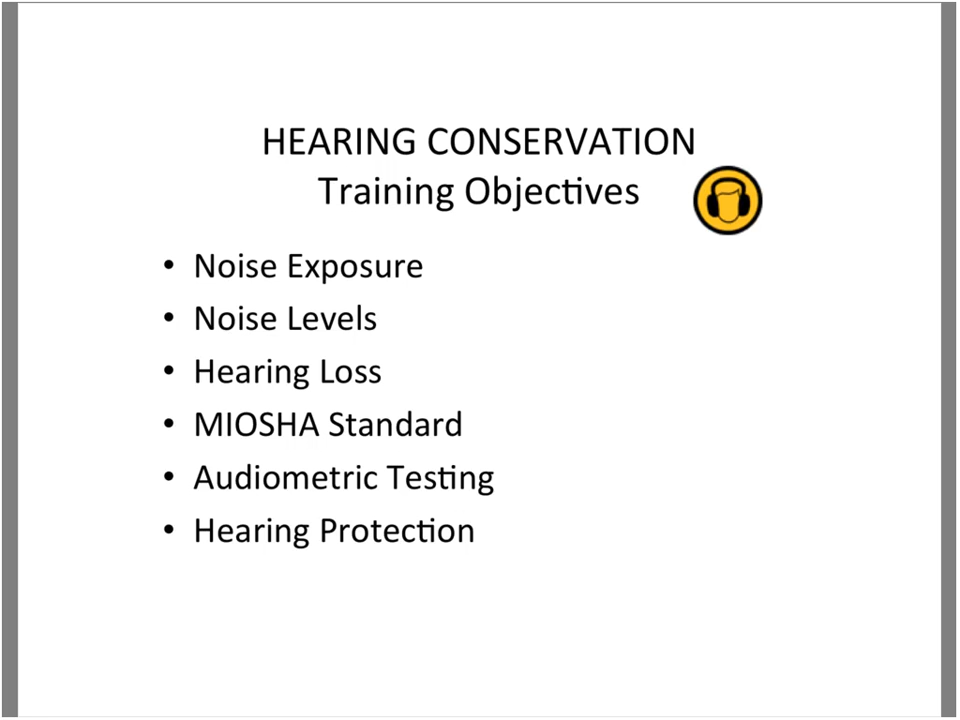 HEARING CONSERVATION
Training Objectives
• Noise Exposure
• Noise Levels
• Hearing Loss
• MIOSHA Standard
• Audiometric Testing
• Hearing Protection